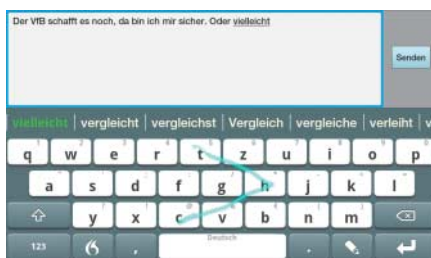 Der VfB schafft es noch, da bin ich mir sicher. Oder vielleicht
Senden
vielleicht vergleicht vergleichst Vergleich vergleiche verleiht v
q w e r t z u i o p
a s d f g h j k l
y x c v b n m
123 , Deutsch .